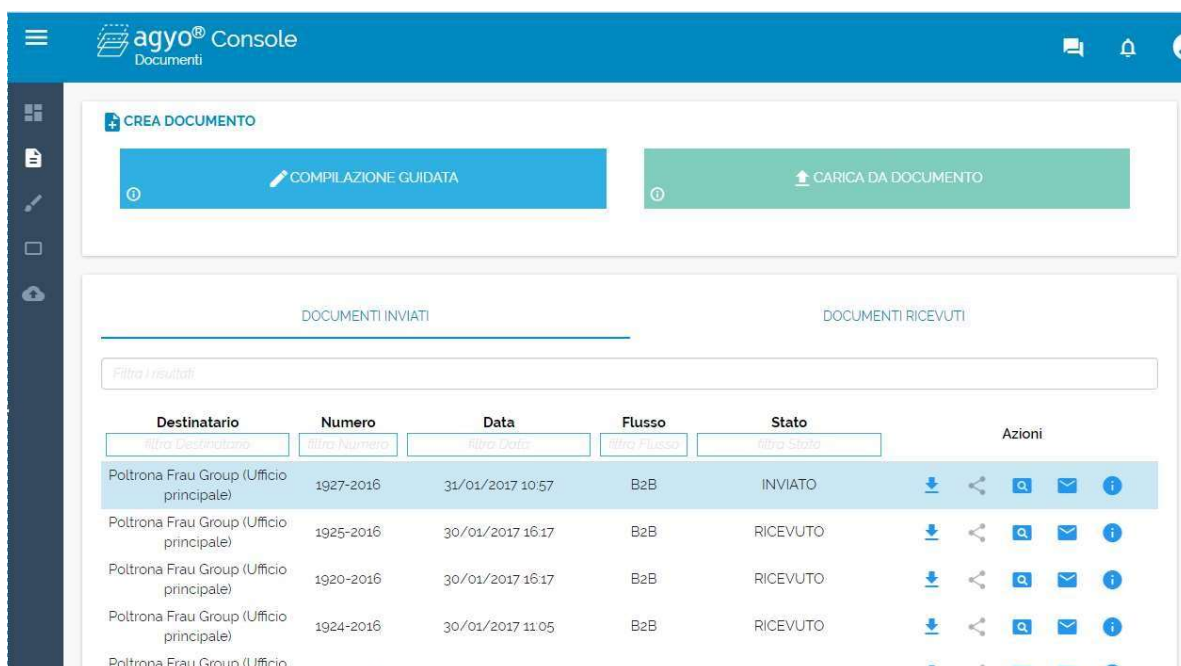 agyo® Console
Documenti
CREA DOCUMENTO
COMPILAZIONE GUIDATA
CARICA DA DOCUMENTO
DOCUMENTI INVIATI
DOCUMENTI RICEVUTI
Filtra i risultati
Destinatario Numero Data Flusso Stato Azioni
filtra Destinatario filtra Numero filtra Data filtra Flusso filtra Stato
Poltrona Frau Group (Ufficio
principale) 1927-2016 31/01/2017 10:57 B2B INVIATO
Poltrona Frau Group (Ufficio
principale) 1925-2016 30/01/2017 16:17 B2B RICEVUTO
Poltrona Frau Group (Ufficio
principale) 1920-2016 30/01/2017 16:17 B2B RICEVUTO
Poltrona Frau Group (Ufficio
principale) 1924-2016 30/01/2017 11:05 B2B RICEVUTO
Poltrona Frau Group (Ufficio